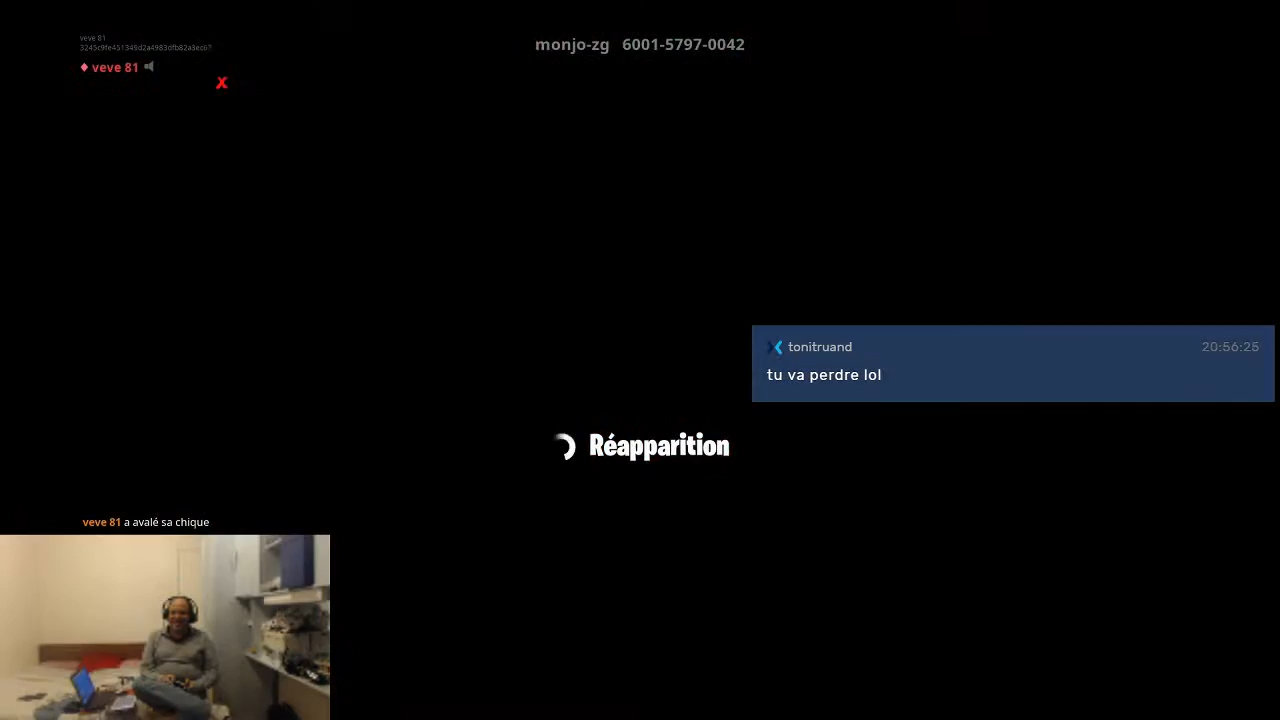 veve 81
monjo-zg 6001-5797-0042
veve 81
X
tonitruand 20:56:25
tu va perdre lol
Réapparition
veve 81 a avalé sa chique